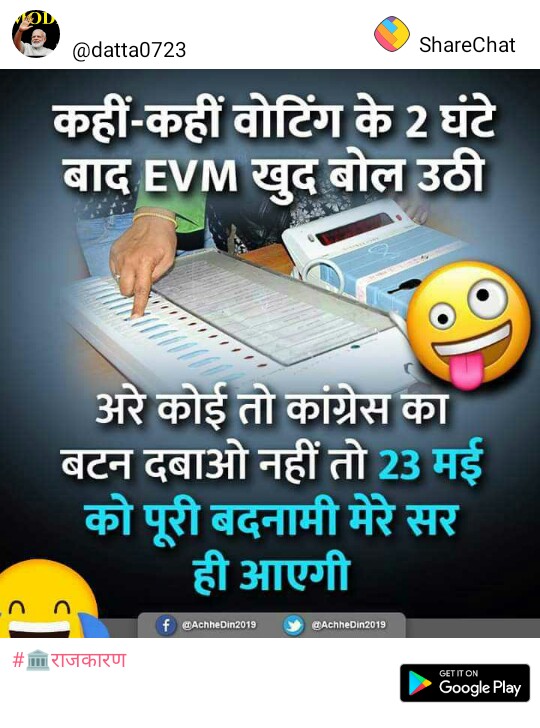 MOD
@datta0723
ShareChat
कहीं-कहीं वोटिंग के 2 घंटे
बाद EVM खुद बोल उठी
अरे कोई तो कांग्रेस का
बटन दबाओ नहीं तो 23 मई
को पूरी बदनामी मेरे सर
ही आएगी
@AchheDin2019 @AchheDin2019
#🏛राजकारण
GET IT ON
Google Play